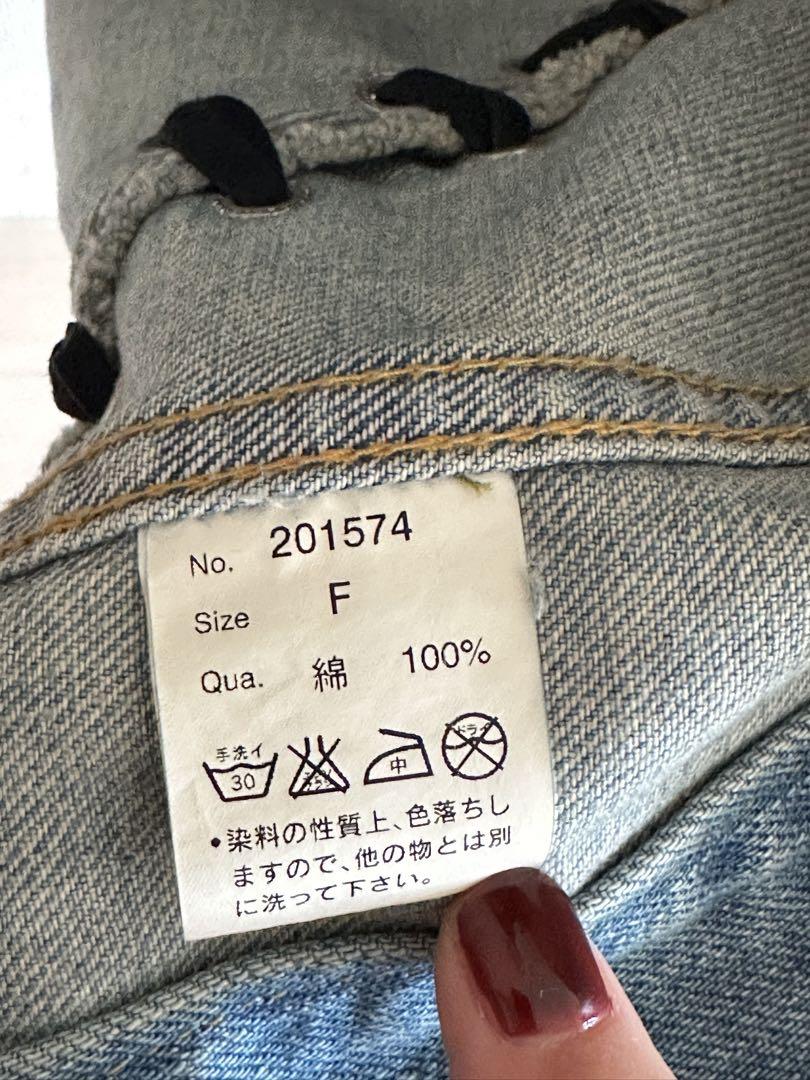 No. 201574
Size F
Qua. 綿 100%
手洗イ
30
中
ドライ
•染料の性質上、色落ちし
ますので、他の物とは別
に洗って下さい。